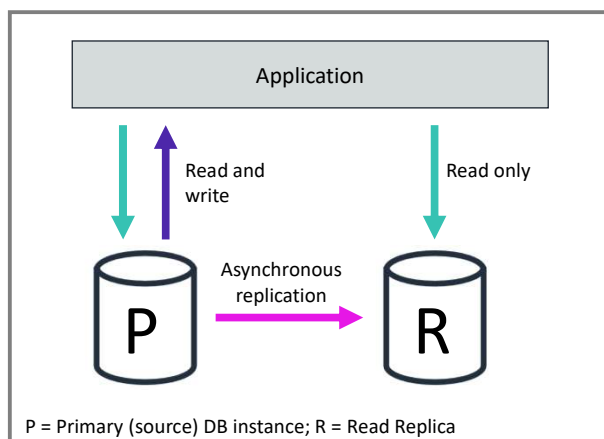 Application
Read and
write
Read only
Asynchronous
replication
P
R
P = Primary (source) DB instance; R = Read Replica